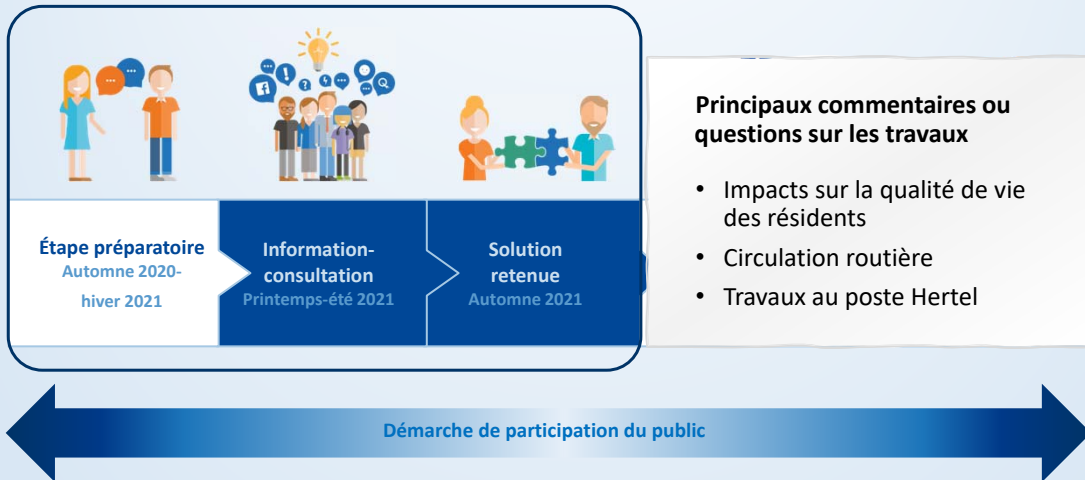 Étape préparatoire
Automne 2020-
hiver 2021
Information-
consultation
Printemps-été 2021
Solution
retenue
Automne 2021
Principaux commentaires ou
questions sur les travaux
• Impacts sur la qualité de vie
des résidents
• Circulation routière
• Travaux au poste Hertel
Démarche de participation du public